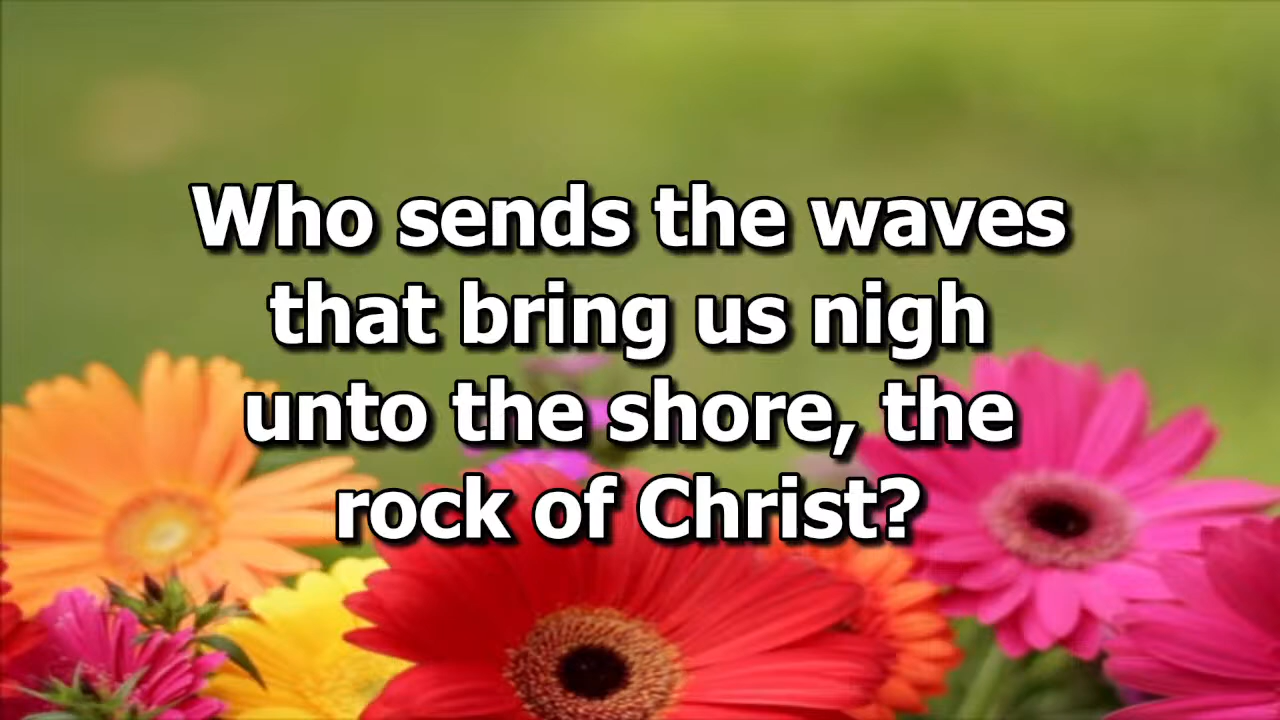 Who sends the waves
that bring us nigh
unto the shore, the
rock of Christ?